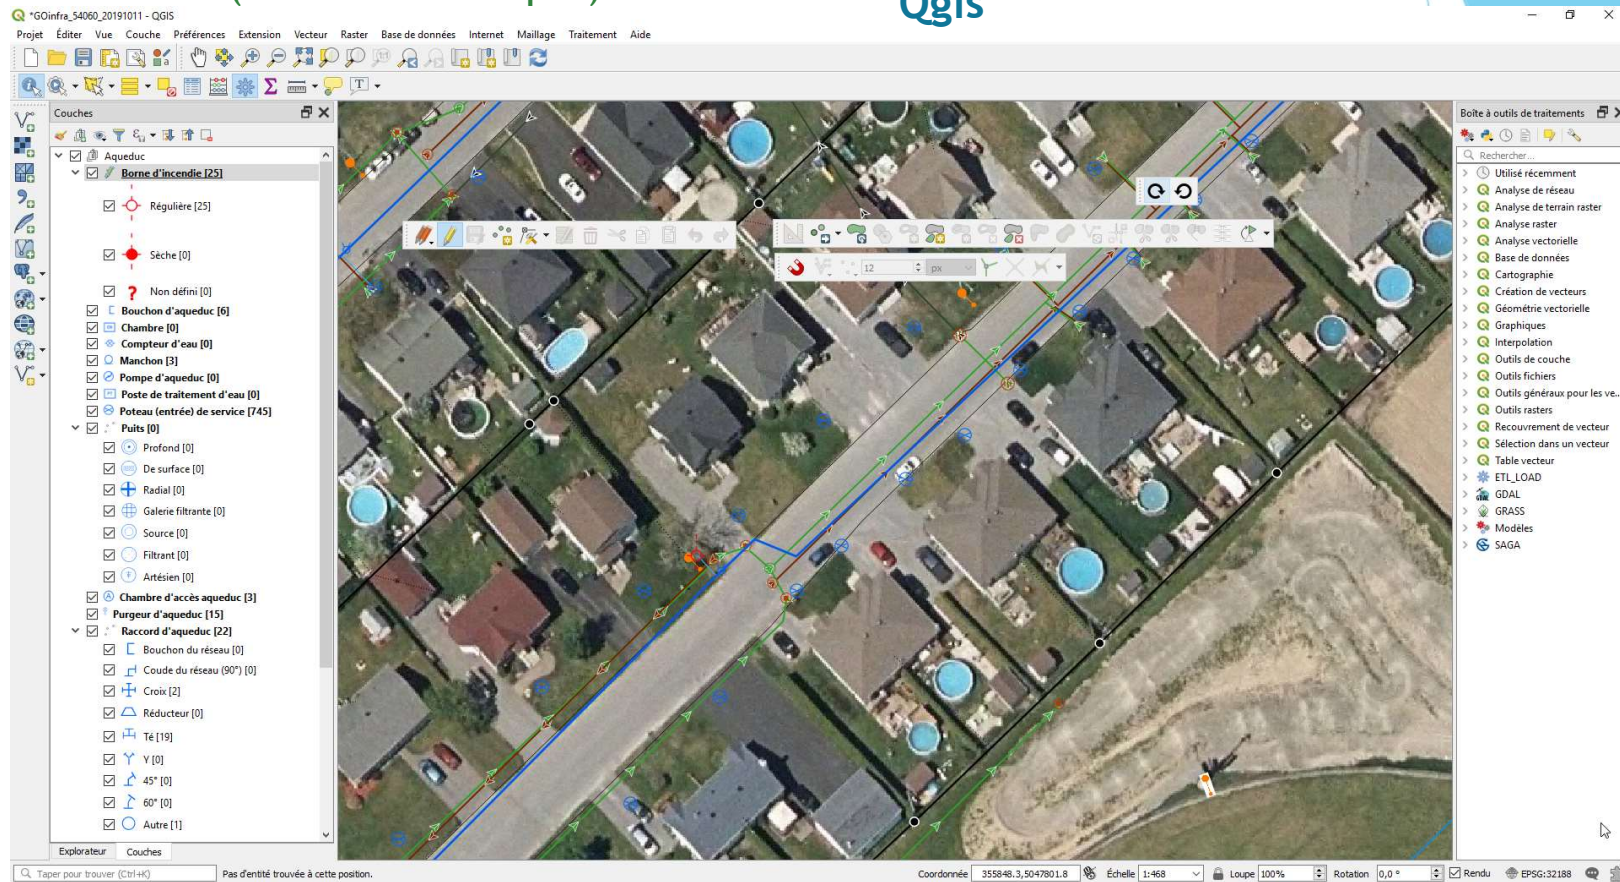 Qgis
*GOinfra_54060_20191011 - QGIS
Projet Éditer Vue Couche Préférences Extension Vecteur Raster Base de données Internet Maillage Traitement Aide
Couches
Aqueduc
Borne d'incendie [25]
Régulière [25]
Sèche [0]
Non défini [0]
Bouchon d'aqueduc [6]
Chambre [0]
Compteur d'eau [0]
Manchon [3]
Pompe d'aqueduc [0]
Poste de traitement d'eau [0]
Poteau (entrée) de service [745]
Puits [0]
Profond [0]
De surface [0]
Radial [0]
Galerie filtrante [0]
Source [0]
Filtrant [0]
Artésien [0]
Chambre d'accès aqueduc [3]
Purgeur d'aqueduc [15]
Raccord d'aqueduc [22]
Bouchon du réseau [0]
Coude du réseau (90°) [0]
Croix [2]
Réducteur [0]
Té [19]
Y [0]
45° [0]
60° [0]
Autre [1]
Explorateur Couches
12 px
Boîte à outils de traitements
Rechercher...
Utilisé récemment
Analyse de réseau
Analyse de terrain raster
Analyse raster
Analyse vectorielle
Base de données
Cartographie
Création de vecteurs
Géométrie vectorielle
Graphiques
Interpolation
Outils de couche
Outils fichiers
Outils généraux pour les ve...
Outils rasters
Recouvrement de vecteur
Sélection dans un vecteur
Table vecteur
ETL_LOAD
GDAL
GRASS
Modèles
SAGA
Taper pour trouver (Ctrl+K) Pas d'entité trouvée à cette position. Coordonnée 355848.3,5047801.8 Échelle 1:468 Loupe 100% Rotation 0,0 ° Rendu EPSG:32188